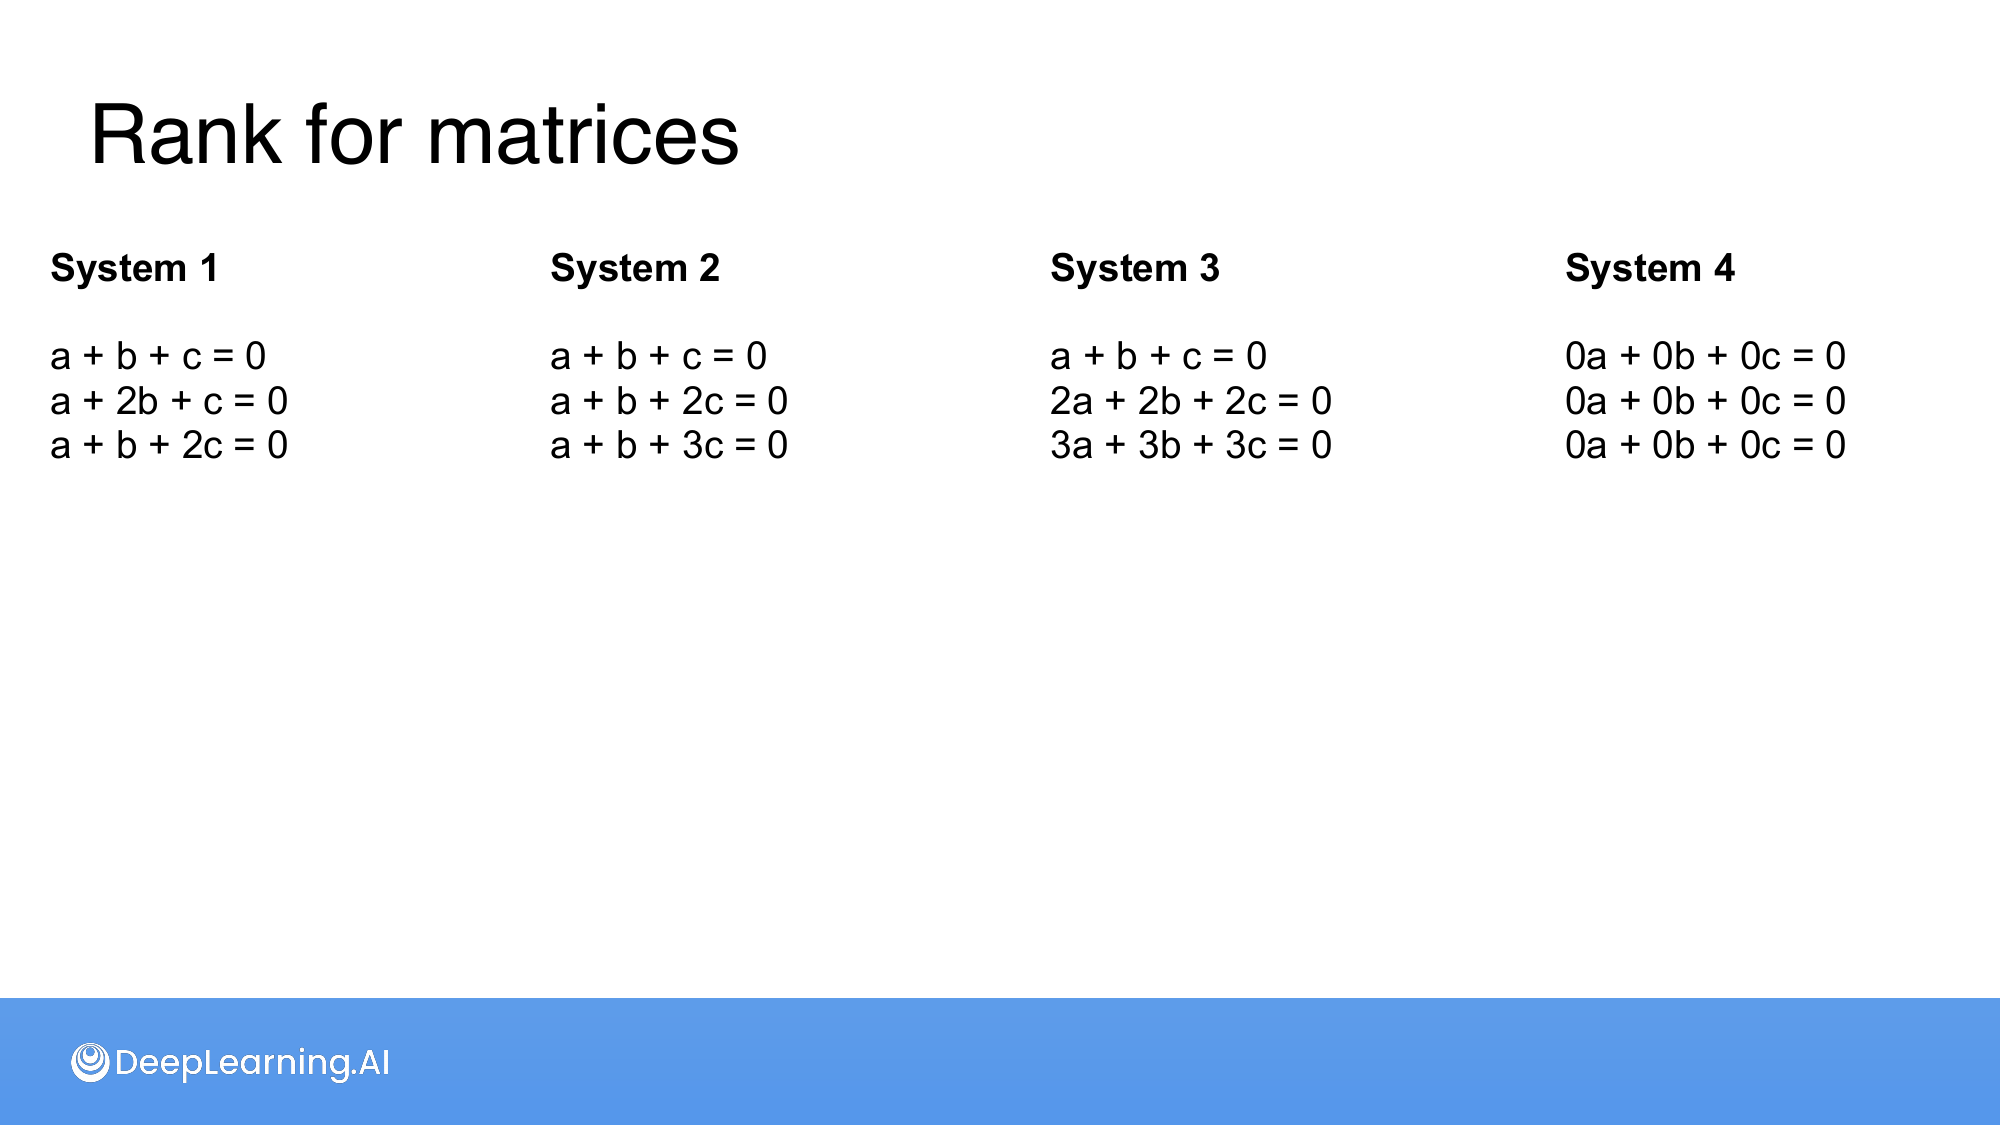 Rank for matrices
System 1
a + b + c = 0
a + 2b + c = 0
a + b + 2c = 0
System 2
a + b + c = 0
a + b + 2c = 0
a + b + 3c = 0
System 3
a + b + c = 0
2a + 2b + 2c = 0
3a + 3b + 3c = 0
System 4
0a + 0b + 0c = 0
0a + 0b + 0c = 0
0a + 0b + 0c = 0
DeepLearning.AI